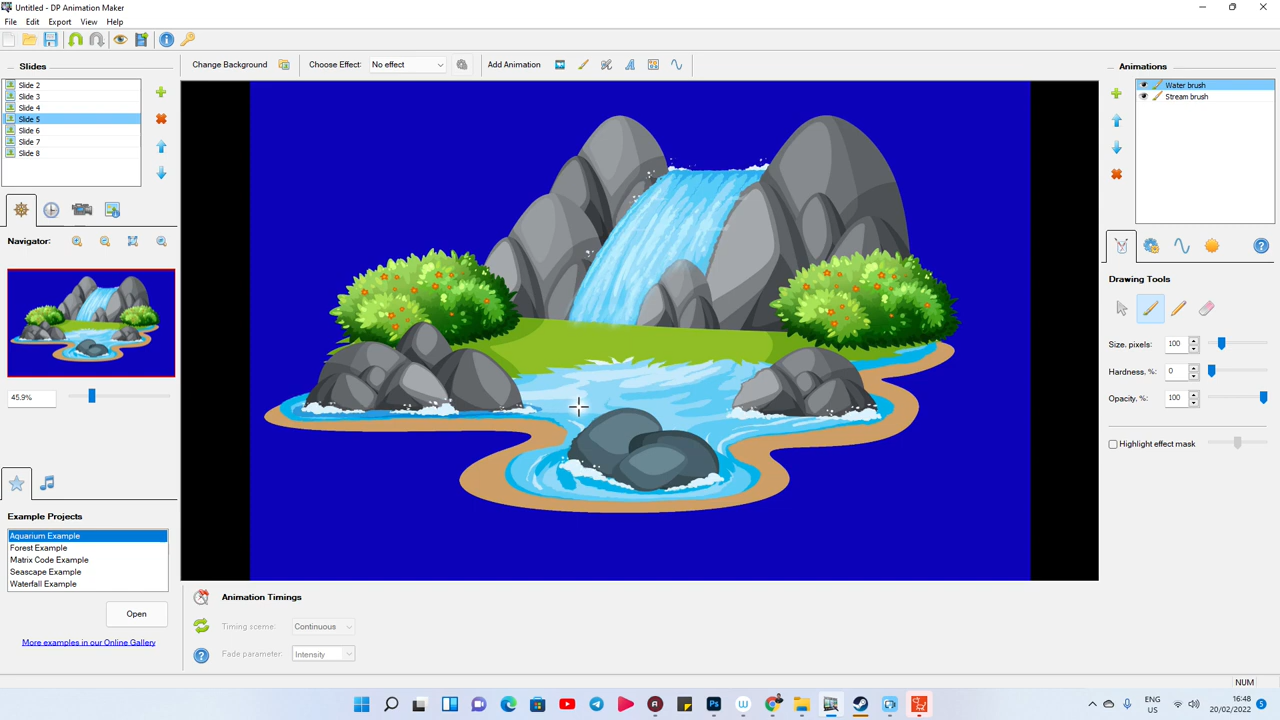 Untitled - DP Animation Maker
File Edit Export View Help
Slides
Change Background Choose Effect: No effect Add Animation
Animations
Slide 2
Slide 3
Slide 4
Slide 5
Slide 6
Slide 7
Slide 8
Water brush
Stream brush
Navigator:
45.9%
Drawing Tools
Size, pixels: 100
Hardness, %: 0
Opacity, %: 100
Highlight effect mask
Example Projects
Aquarium Example
Forest Example
Matrix Code Example
Seascape Example
Waterfall Example
Open
More examples in our Online Gallery
Animation Timings
Timing sceme: Continuous
Fade parameter: Intensity
NUM
ENG
US
16:48
20/02/2022
5